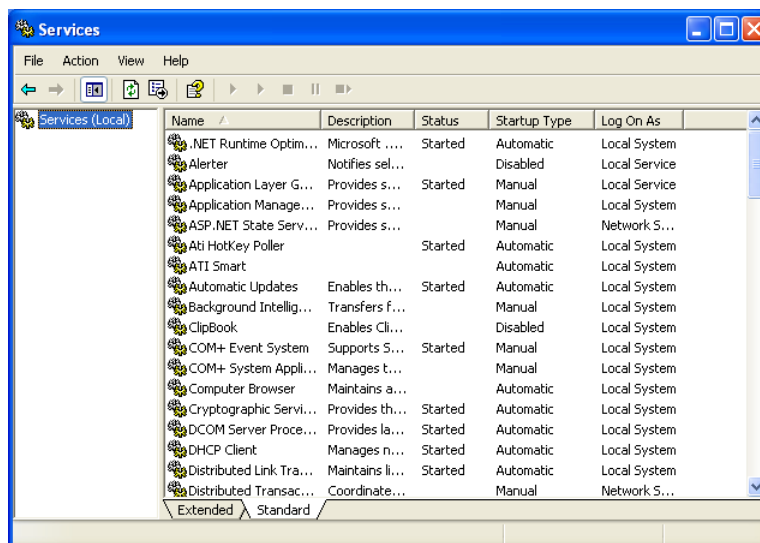 Services
File Action View Help
Services (Local)
Name Description Status Startup Type Log On As
.NET Runtime Optim... Microsoft .... Started Automatic Local System
Alerter Notifies sel... Disabled Local Service
Application Layer G... Provides s... Started Manual Local Service
Application Manage... Provides s... Manual Local System
ASP.NET State Serv... Provides s... Manual Network S...
Ati HotKey Poller Started Automatic Local System
ATI Smart Automatic Local System
Automatic Updates Enables th... Started Automatic Local System
Background Intellig... Transfers f... Manual Local System
ClipBook Enables Cli... Disabled Local System
COM+ Event System Supports S... Started Manual Local System
COM+ System Appli... Manages t... Manual Local System
Computer Browser Maintains a... Automatic Local System
Cryptographic Servi... Provides th... Started Automatic Local System
DCOM Server Proce... Provides la... Started Automatic Local System
DHCP Client Manages n... Started Automatic Local System
Distributed Link Tra... Maintains li... Started Automatic Local System
Distributed Transac... Coordinate... Manual Network S...
Extended Standard